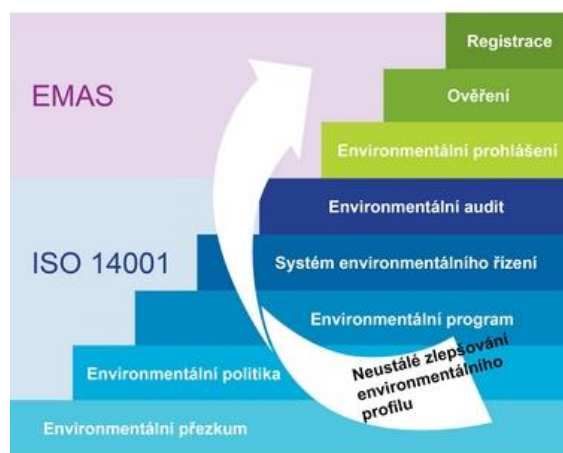 Registrace
EMAS
Ověření
Environmentální prohlášení
Environmentální audit
ISO 14001
Systém environmentálního řízení
Environmentální program
Neustálé zlepšování
environmentálního
profilu
Environmentální politika
Environmentální přezkum